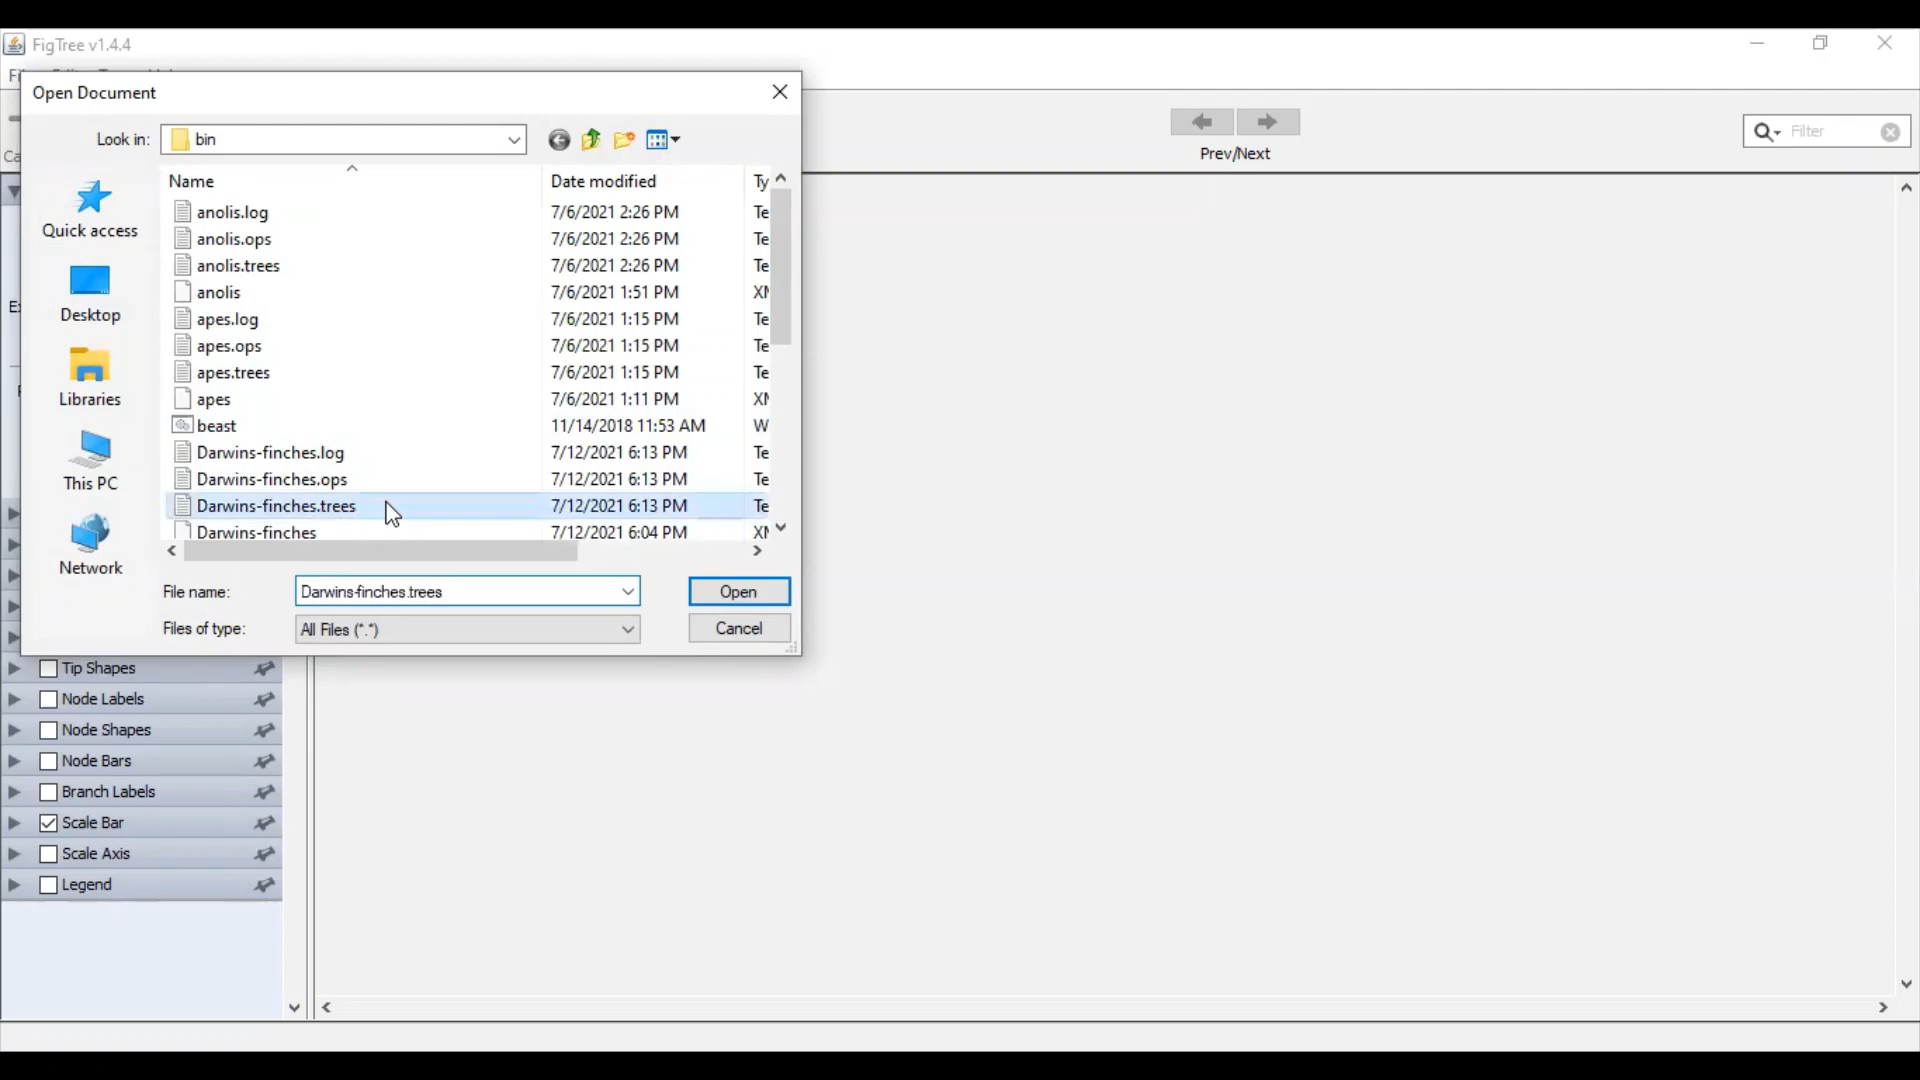 FigTree v1.4.4
Open Document
Look in: bin
Prev/Next
Filter
Name Date modified Ty
anolis.log 7/6/2021 2:26 PM Te
anolis.ops 7/6/2021 2:26 PM Te
anolis.trees 7/6/2021 2:26 PM Te
anolis 7/6/2021 1:51 PM XM
apes.log 7/6/2021 1:15 PM Te
apes.ops 7/6/2021 1:15 PM Te
apes.trees 7/6/2021 1:15 PM Te
apes 7/6/2021 1:11 PM XM
beast 11/14/2018 11:53 AM W
Darwins-finches.log 7/12/2021 6:13 PM Te
Darwins-finches.ops 7/12/2021 6:13 PM Te
Darwins-finches.trees 7/12/2021 6:13 PM Te
Darwins-finches 7/12/2021 6:04 PM XM
Quick access
Desktop
Libraries
This PC
Network
File name: Darwins-finches.trees Open
Files of type: All Files (*.*) Cancel
Tip Shapes
Node Labels
Node Shapes
Node Bars
Branch Labels
Scale Bar
Scale Axis
Legend